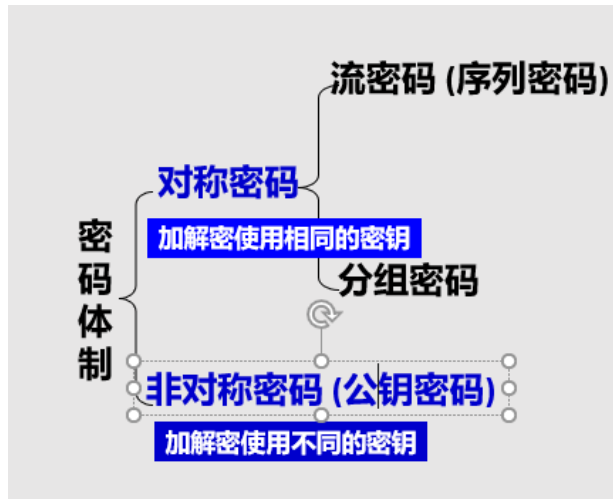 流密码 (序列密码)
对称密码
加解密使用相同的密钥
密码体制
分组密码
非对称密码 (公钥密码)
加解密使用不同的密钥